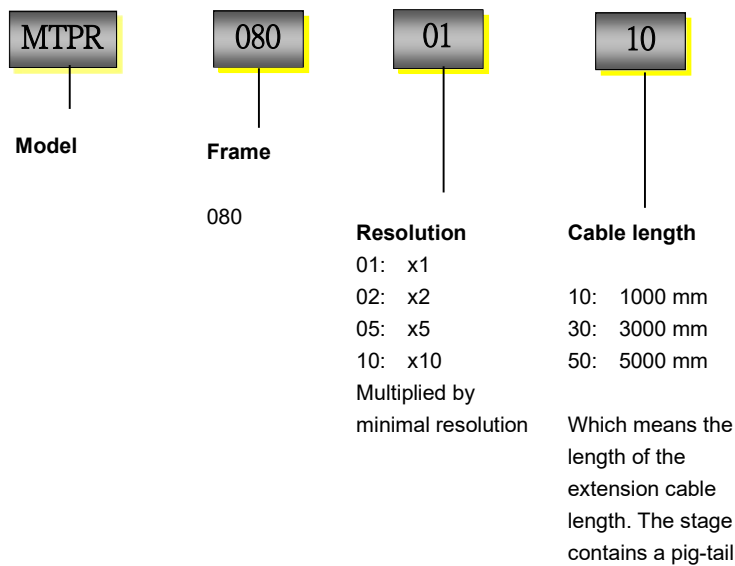 MTPR 080 01 10
Model
Frame
080
Resolution
01: x1
02: x2
05: x5
10: x10
Multiplied by
minimal resolution
Cable length
10: 1000 mm
30: 3000 mm
50: 5000 mm
Which means the
length of the
extension cable
length. The stage
contains a pig-tail